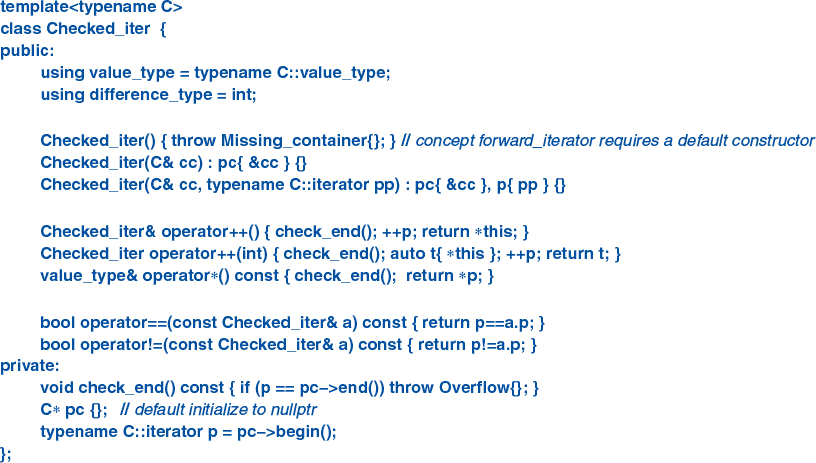 template<typename C>
class Checked_iter {
public:
using value_type = typename C::value_type;
using difference_type = int;
Checked_iter() { throw Missing_container{}; } // concept forward_iterator requires a default constructor
Checked_iter(C& cc) : pc{ &cc } {}
Checked_iter(C& cc, typename C::iterator pp) : pc{ &cc }, p{ pp } {}
Checked_iter& operator++() { check_end(); ++p; return ∗this; }
Checked_iter operator++(int) { check_end(); auto t{ ∗this }; ++p; return t; }
value_type& operator∗() const { check_end(); return ∗p; }
bool operator==(const Checked_iter& a) const { return p==a.p; }
bool operator!=(const Checked_iter& a) const { return p!=a.p; }
private:
void check_end() const { if (p == pc−>end()) throw Overflow{}; }
C∗ pc {}; // default initialize to nullptr
typename C::iterator p = pc−>begin();
};